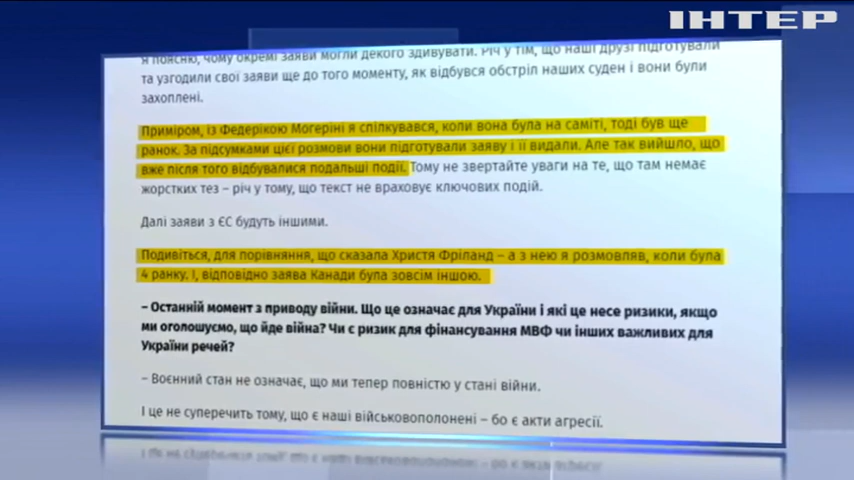 ІНТЕР
Я поясню, чому окремі заяви могли декого здивувати. Річ у тім, що наші друзі підготували
та узгодили свої заяви ще до того моменту, як відбувся обстріл наших суден і вони були
захоплені.
Приміром, із Федерікою Могеріні я спілкувався, коли вона була на саміті, тоді був ще
ранок. За підсумками цієї розмови вони підготували заяву і її видали. Але так вийшло, що
вже після того відбувалися подальші події. Тому не звертайте уваги на те, що там немає
жорстких тез – річ у тому, що текст не враховує ключових подій.
Далі заяви з ЄС будуть іншими.
Подивіться, для порівняння, що сказала Христя Фріланд – а з нею я розмовляв, коли була
4 ранку. І, відповідно заява Канади була зовсім іншою.
– Останній момент з приводу війни. Що це означає для України і які це несе ризики, якщо
ми оголошуємо, що йде війна? Чи є ризик для фінансування МВФ чи інших важливих для
України речей?
– Воєнний стан не означає, що ми тепер повністю у стані війни.
І це не суперечить тому, що є наші військовополонені – бо є акти агресії.